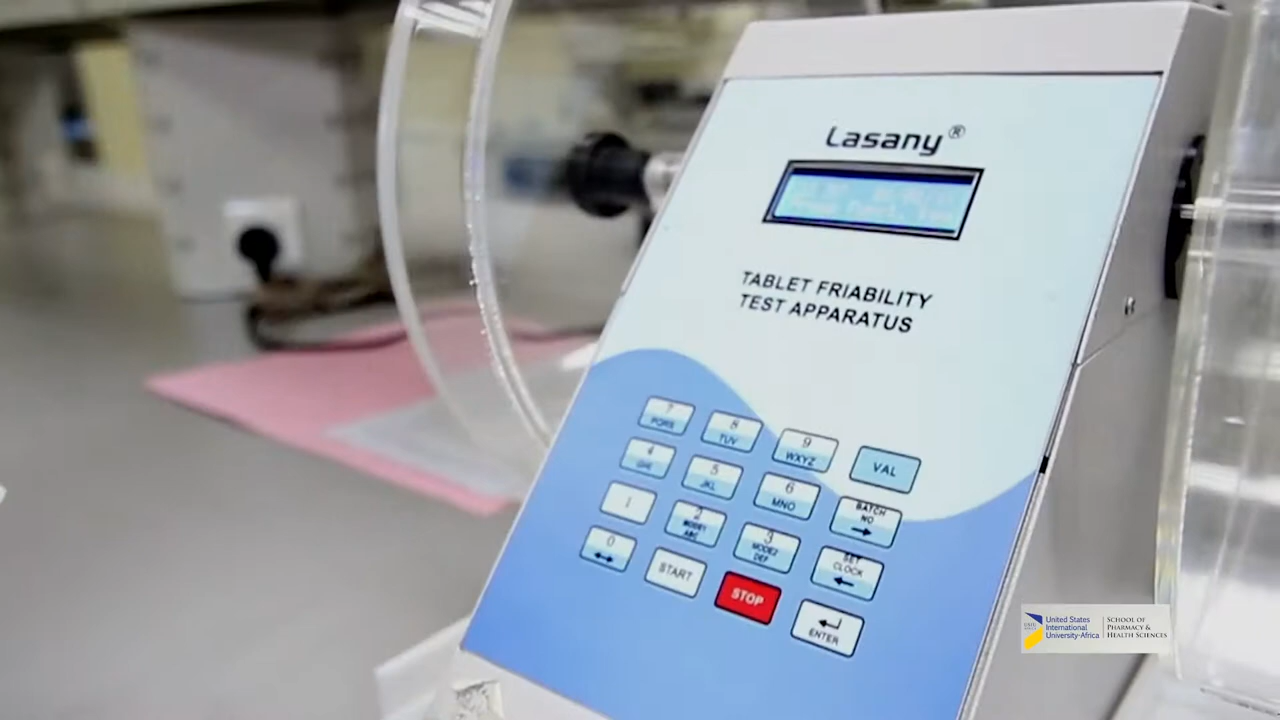 Lasany®
TABLET FRIABILITY
TEST APPARATUS
7
PQRS
8
TUV
9
WXYZ
VAL
4
GHI
5
JKL
6
MNO
BATCH
NO
1
2
MODE1
ABC
3
MODE2
DEF
SET
CLOCK
0
START
STOP
ENTER
United States
International
University-Africa
SCHOOL OF
PHARMACY &
HEALTH SCIENCES